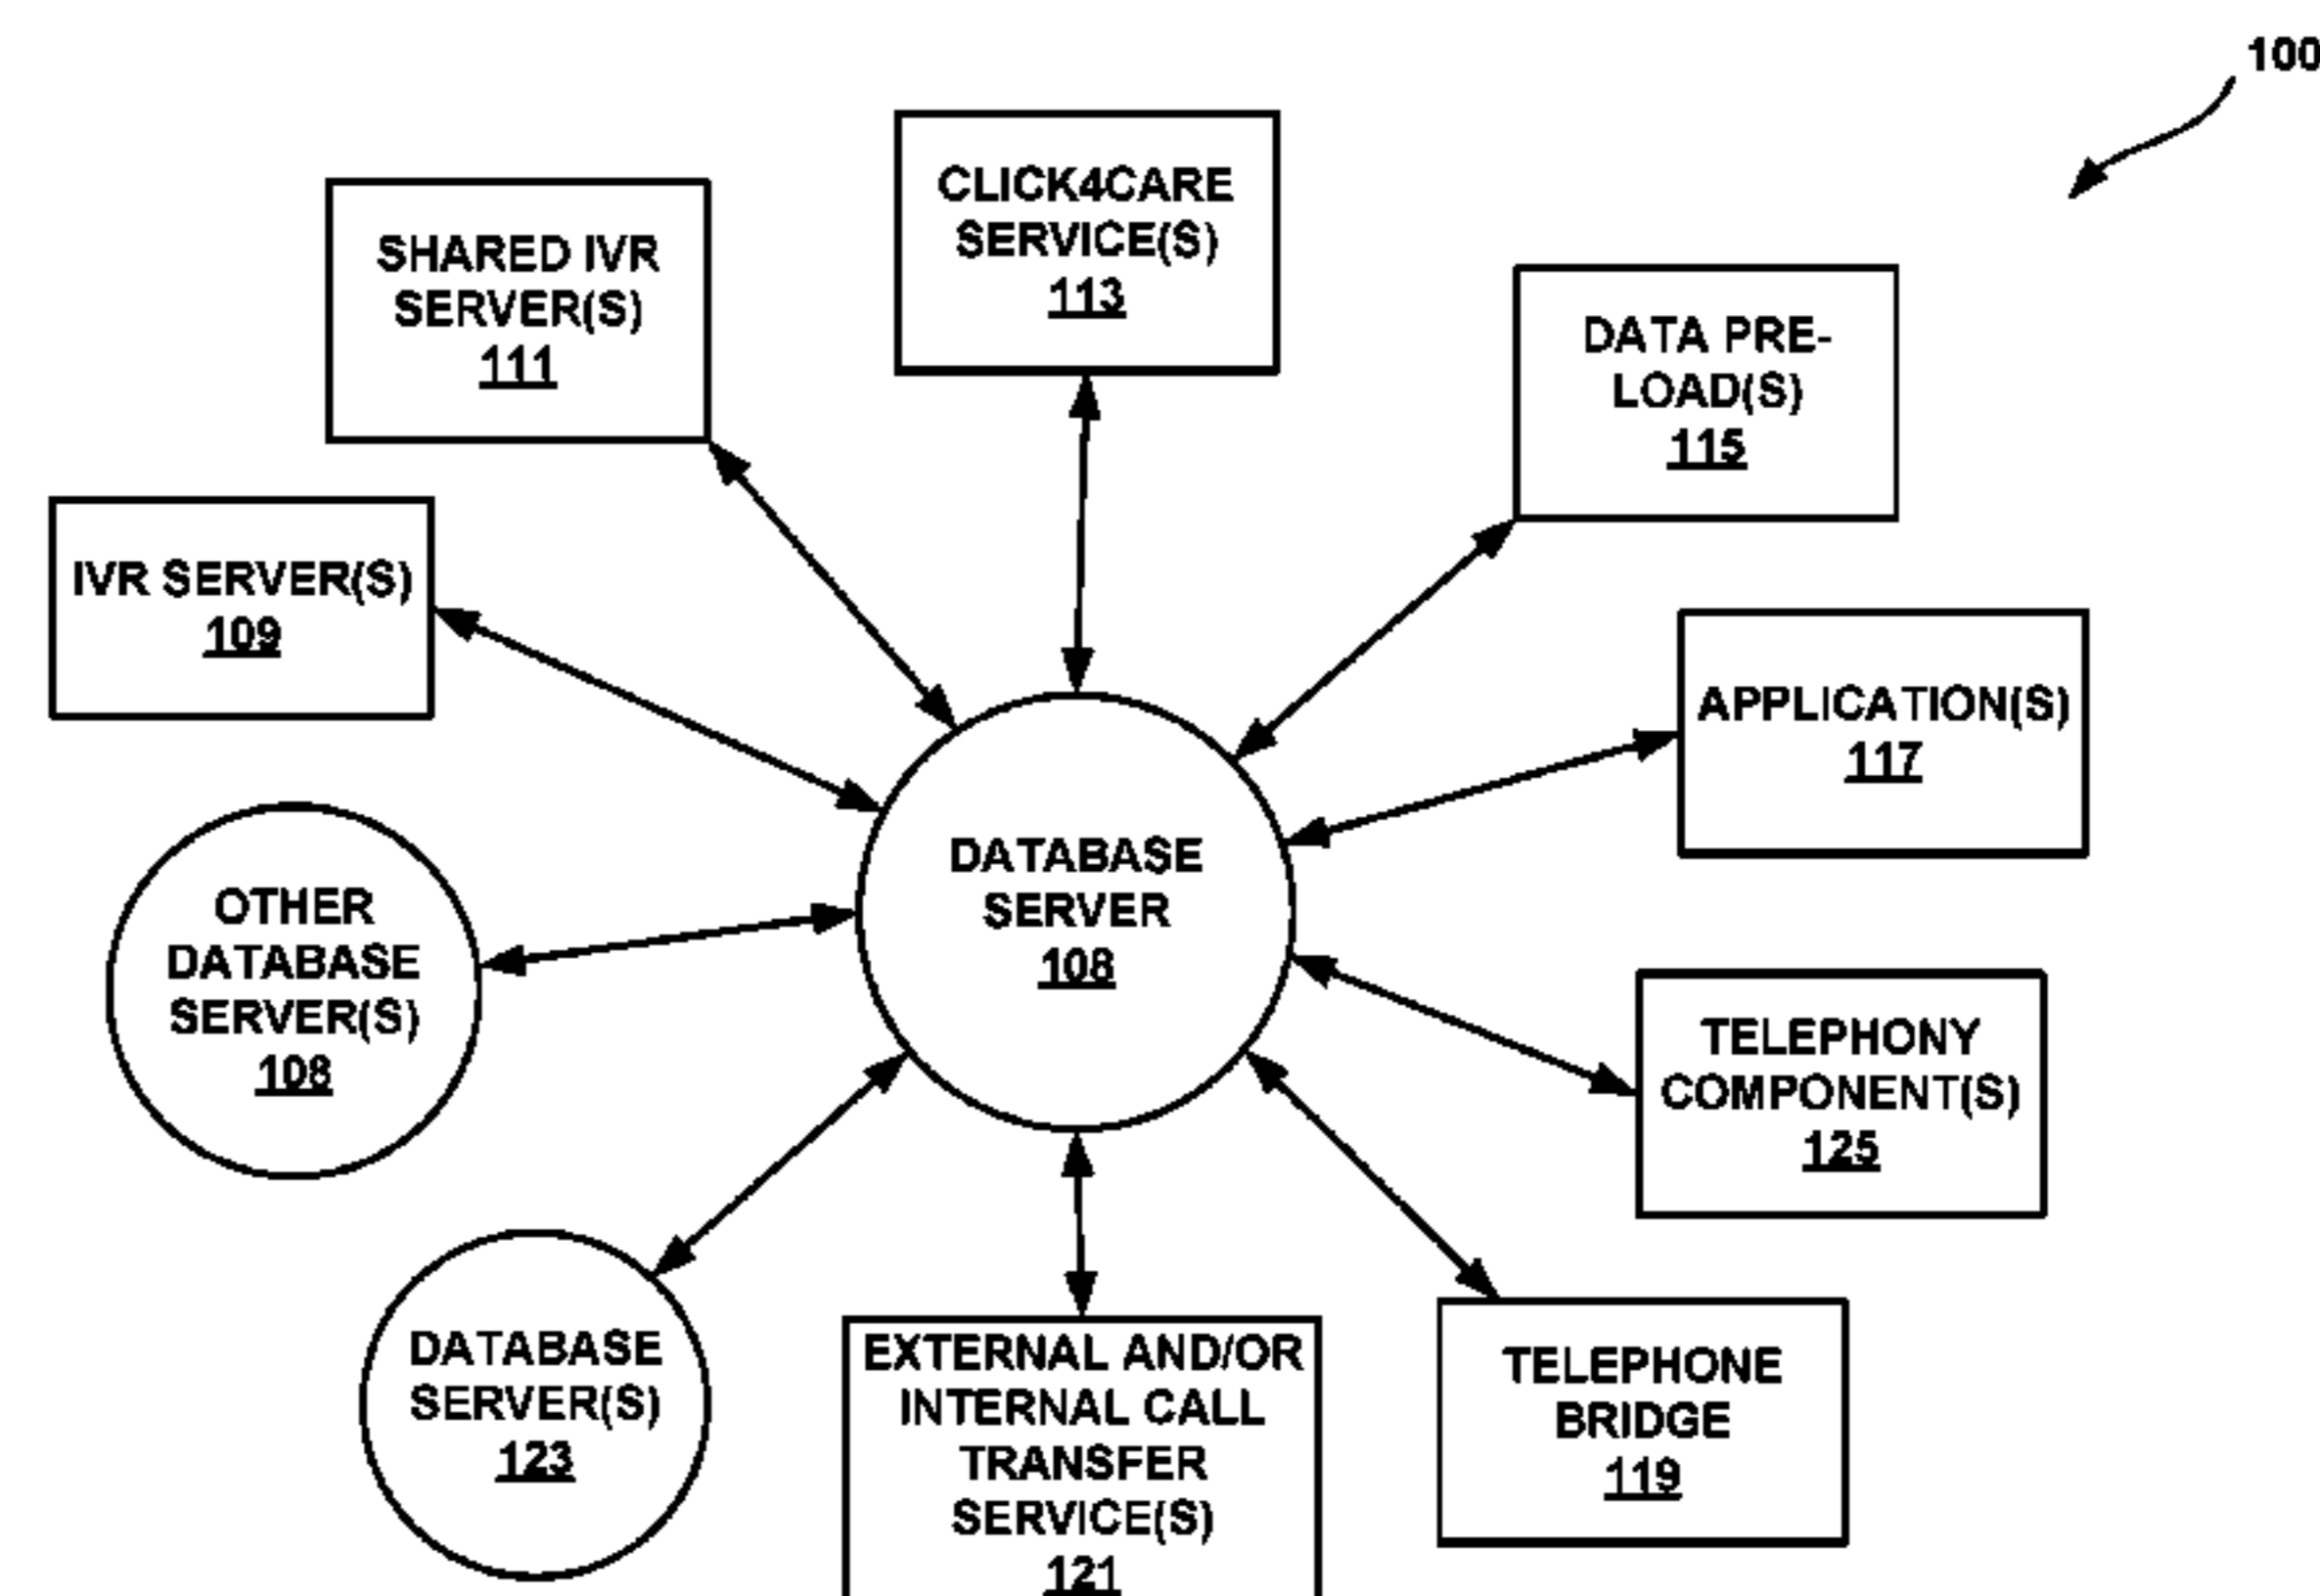 100
CLICK4CARE
SERVICE(S)
113
SHARED IVR
SERVER(S)
111
DATA PRE-
LOAD(S)
115
IVR SERVER(S)
109
APPLICATION(S)
117
DATABASE
SERVER
108
OTHER
DATABASE
SERVER(S)
108
TELEPHONY
COMPONENT(S)
125
DATABASE
SERVER(S)
123
EXTERNAL AND/OR
INTERNAL CALL
TRANSFER
SERVICE(S)
121
TELEPHONE
BRIDGE
119